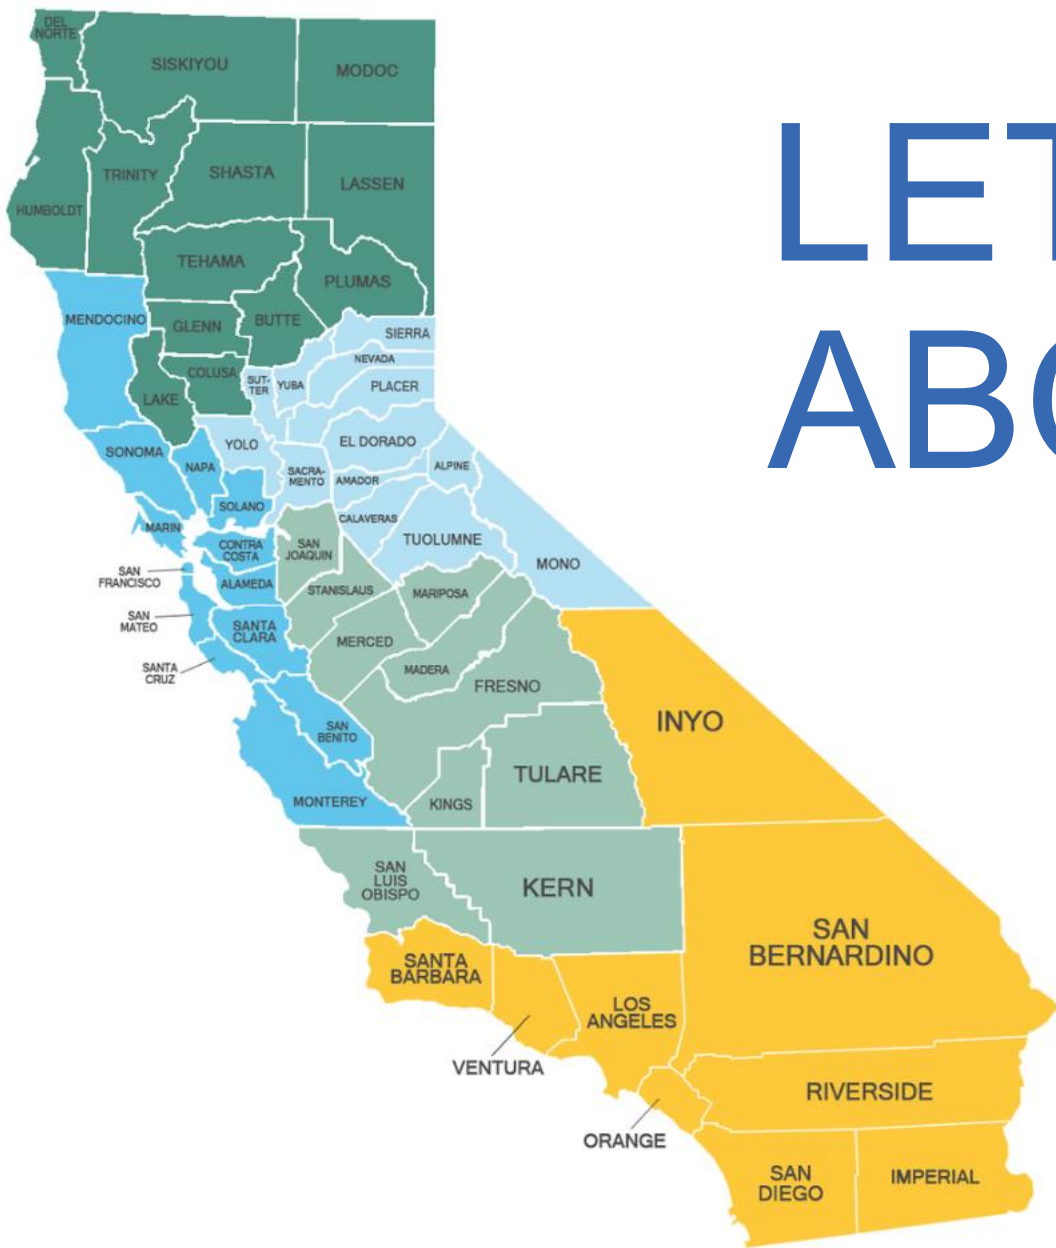 DEL
NORTE
SISKIYOU
MODOC
TRINITY
SHASTA
LASSEN
HUMBOLDT
TEHAMA
PLUMAS
MENDOCINO
GLENN
BUTTE
SIERRA
NEVADA
COLUSA
SUT-
TER
YUBA
PLACER
LAKE
EL DORADO
YOLO
SONOMA
NAPA
SACRA-
MENTO
AMADOR
ALPINE
SOLANO
MARIN
CALAVERAS
TUOLUMNE
CONTRA
COSTA
SAN
JOAQUIN
MONO
SAN
FRANCISCO
ALAMEDA
STANISLAUS
MARIPOSA
SAN
MATEO
SANTA
CLARA
MERCED
SANTA
CRUZ
MADERA
FRESNO
SAN
BENITO
INYO
MONTEREY
KINGS
TULARE
SAN
LUIS
OBISPO
KERN
SAN
BERNARDINO
SANTA
BARBARA
LOS
ANGELES
VENTURA
RIVERSIDE
ORANGE
SAN
DIEGO
IMPERIAL
LET
ABO